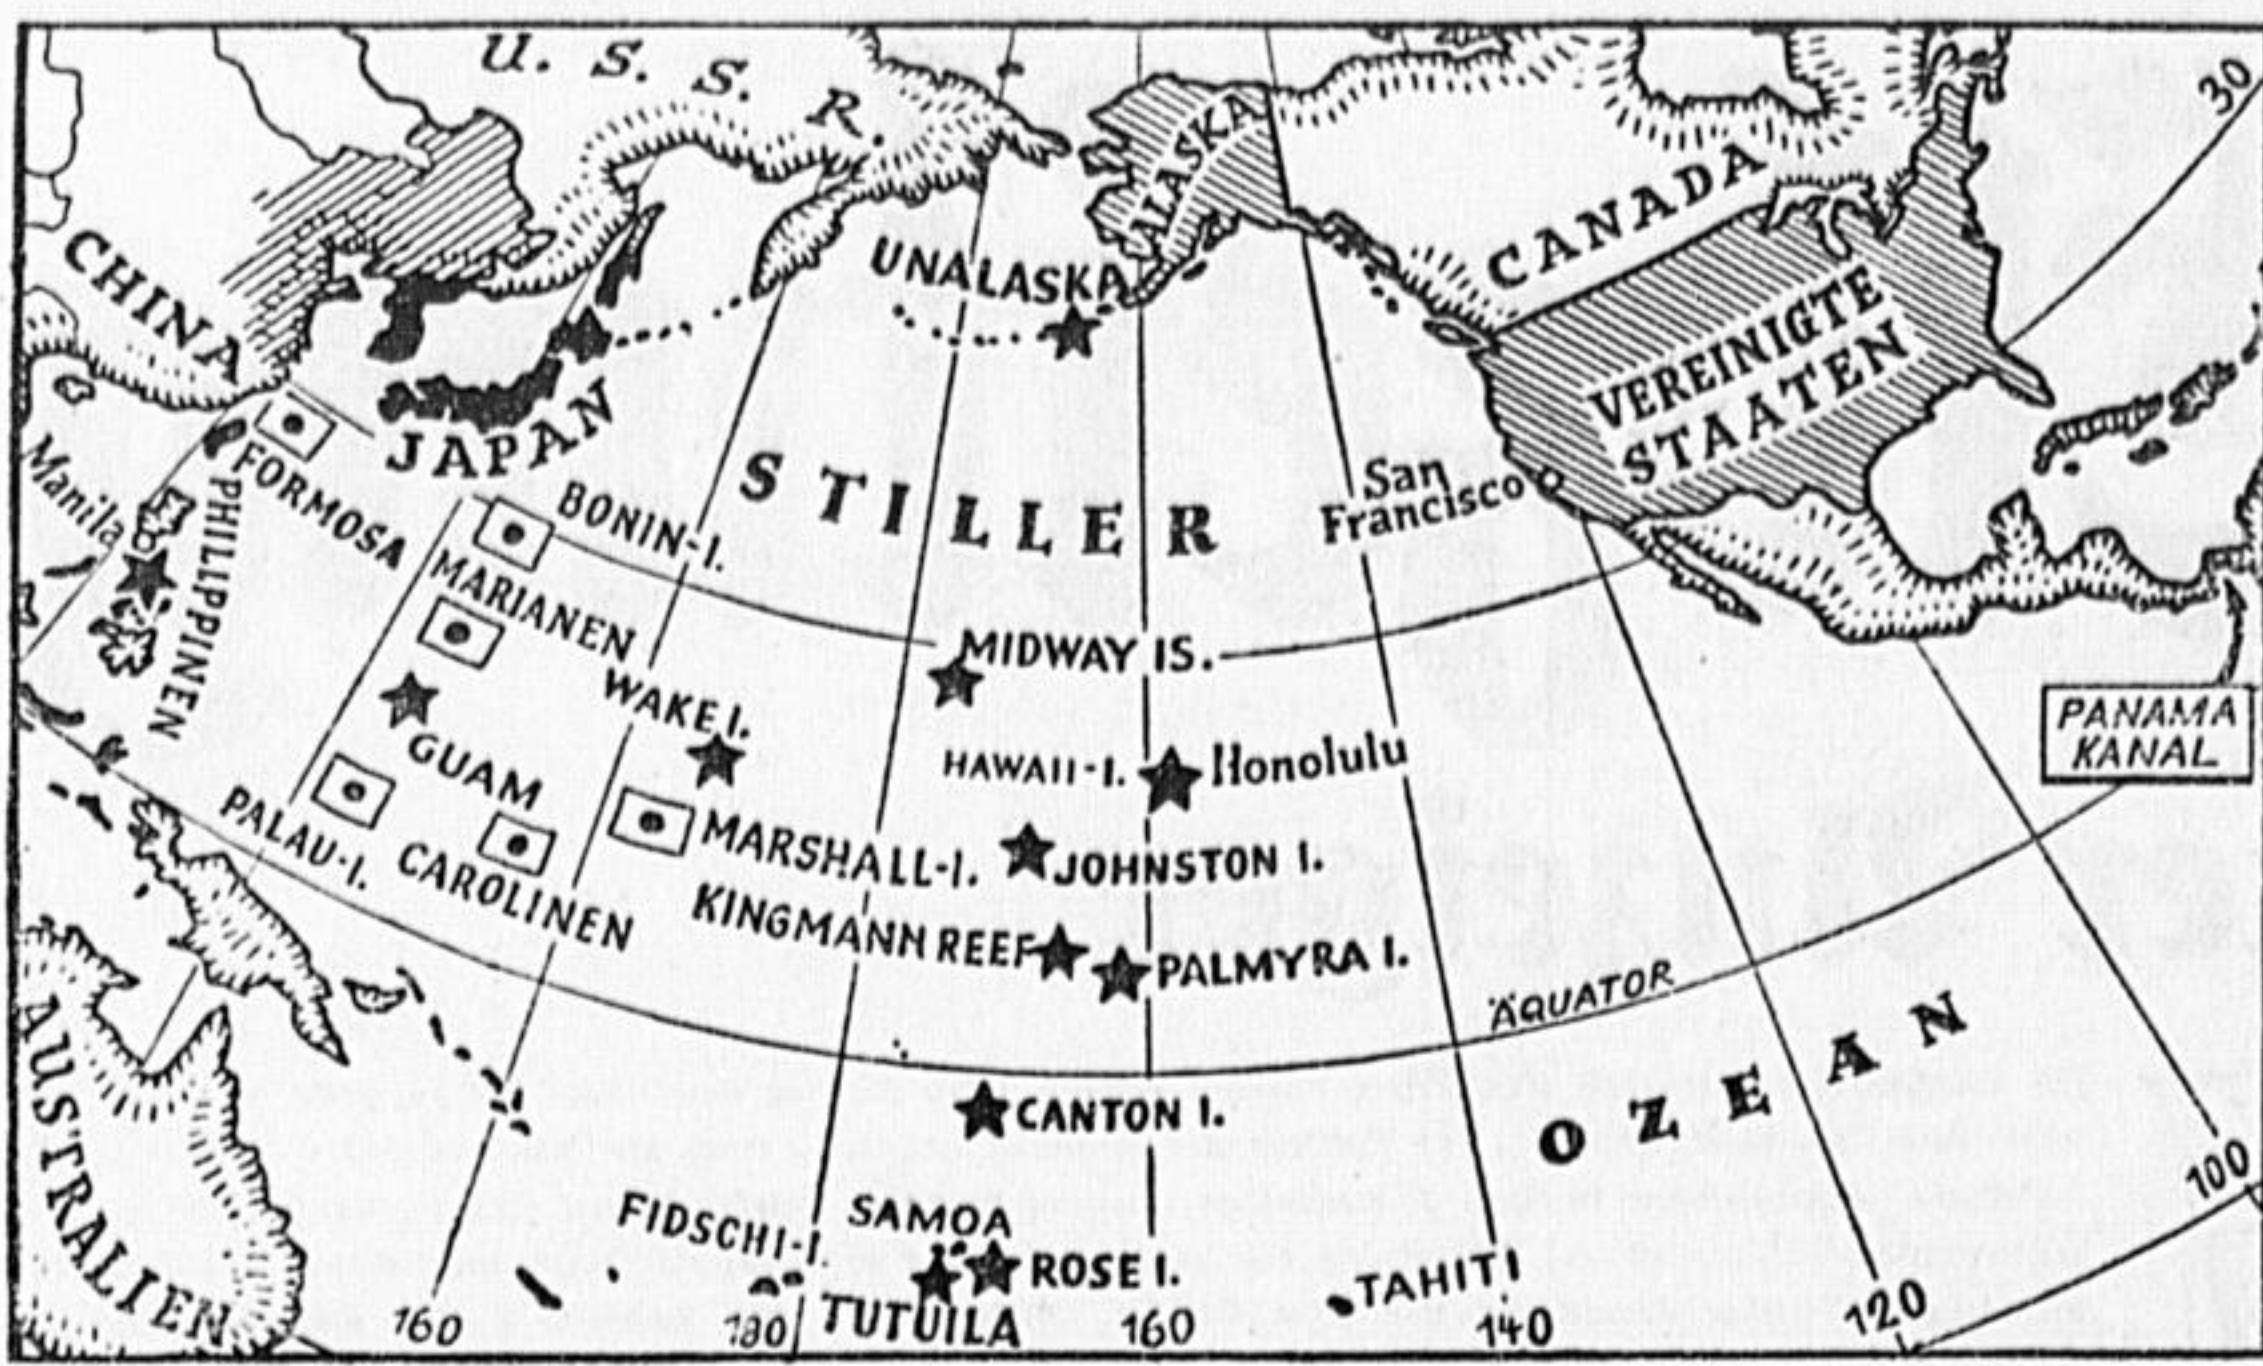 U. S. S. R.
ALASKA
30
CHINA
UNALASKA
CANADA
VEREINIGTE
STAATEN
JAPAN
Manila
FORMOSA
PHILIPPINEN
BONIN-I.
STILLER
San
Francisco
MARIANEN
MIDWAY IS.
WAKE I.
PANAMA
KANAL
GUAM
HAWAII-I.
Honolulu
PALAU-I.
CAROLINEN
MARSHALL-I.
JOHNSTON I.
KINGMANN REEF
PALMYRA I.
ÄQUATOR
OZEAN
AUSTRALIEN
CANTON I.
100
FIDSCHI-I.
SAMOA
ROSE I.
TAHITI
TUTUILA
160
180
160
140
120